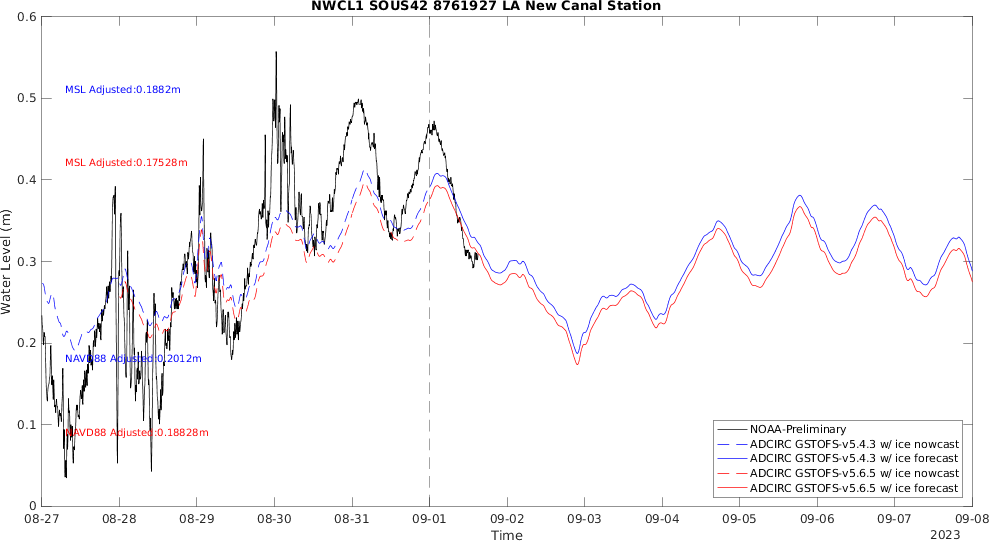 NWCL1 SOUS42 8761927 LA New Canal Station
Water Level (m)
0.6
0.5
0.4
0.3
0.2
0.1
0
MSL Adjusted:0.1882m
MSL Adjusted:0.17528m
NAVD88 Adjusted:0.2012m
NAVD88 Adjusted:0.18828m
NOAA-Preliminary
ADCIRC GSTOFS-v5.4.3 w/ ice nowcast
ADCIRC GSTOFS-v5.4.3 w/ ice forecast
ADCIRC GSTOFS-v5.6.5 w/ ice nowcast
ADCIRC GSTOFS-v5.6.5 w/ ice forecast
08-27 08-28 08-29 08-30 08-31 09-01 09-02 09-03 09-04 09-05 09-06 09-07 09-08
Time
2023